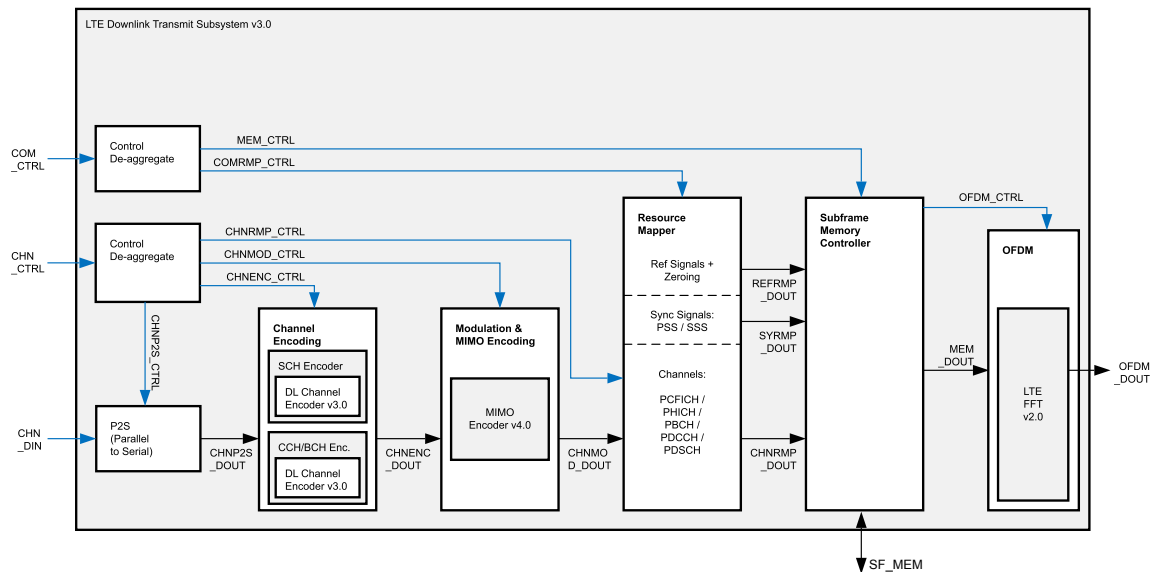 LTE Downlink Transmit Subsystem v3.0
COM
_CTRL
Control
De-aggregate
MEM_CTRL
COMRMP_CTRL
CHN
_CTRL
Control
De-aggregate
CHNRMP_CTRL
CHNMOD_CTRL
CHNENC_CTRL
CHNP2S_CTRL
CHN
_DIN
P2S
(Parallel
to Serial)
CHNP2S
_DOUT
Channel
Encoding
SCH Encoder
DL Channel
Encoder v3.0
CCH/BCH Enc.
DL Channel
Encoder v3.0
CHNENC
_DOUT
Modulation &
MIMO Encoding
MIMO
Encoder v4.0
CHNMO
D_DOUT
Resource
Mapper
Ref Signals +
Zeroing
Sync Signals:
PSS / SSS
Channels:
PCFICH /
PHICH /
PBCH /
PDCCH /
PDSCH
REFRMP
_DOUT
SYRMP
_DOUT
CHNRMP
_DOUT
Subframe
Memory
Controller
SF_MEM
OFDM_CTRL
MEM
_DOUT
OFDM
LTE
FFT
v2.0
OFDM
_DOUT